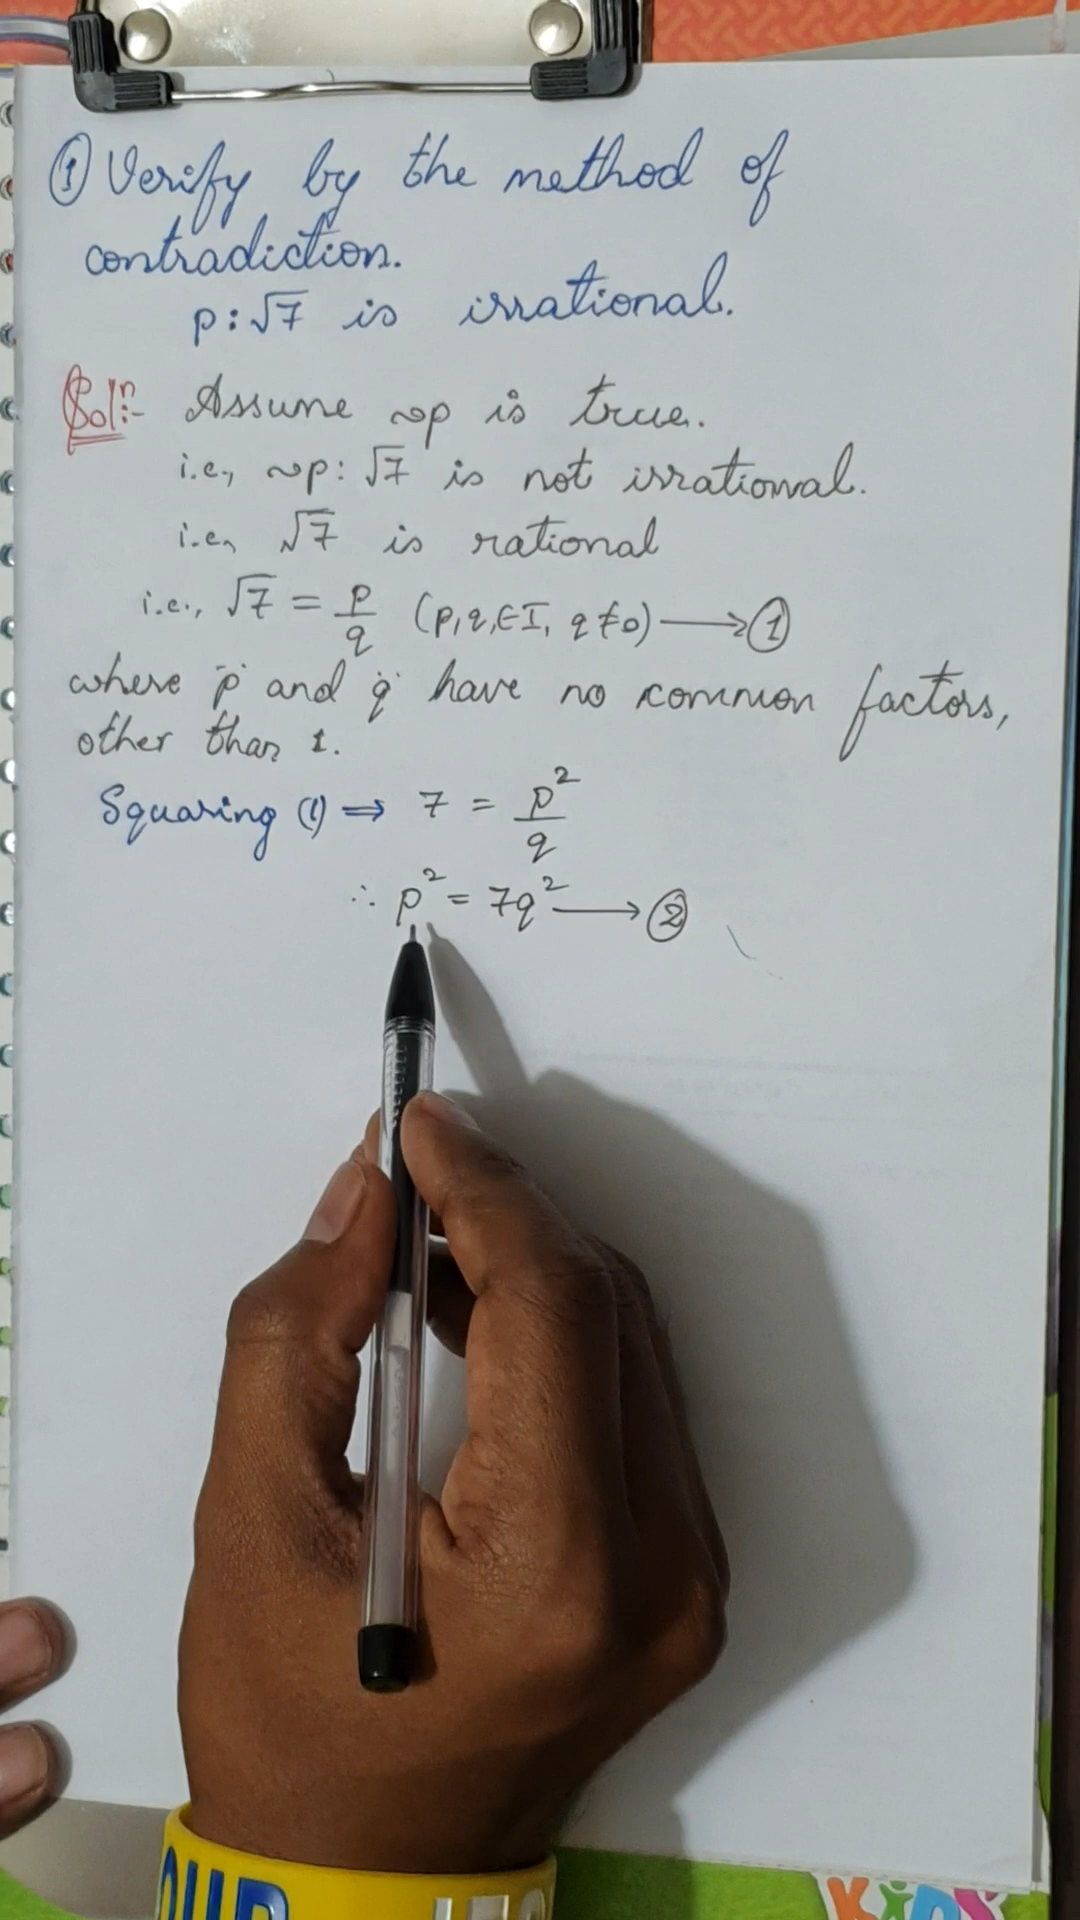 ① Verify by the method of
contradiction.
p : √7 is irrational.
Solⁿ:- Assume ~p is true.
i.e., ~p : √7 is not irrational.
i.e., √7 is rational
i.e., √7 = p/q (p, q, ∈ I, q ≠ 0) ⟶ ①
where 'p' and 'q' have no common factors,
other than 1.
Squaring (1) ⇒ 7 = p²/q
∴ p² = 7q² ⟶ ②
KiDS